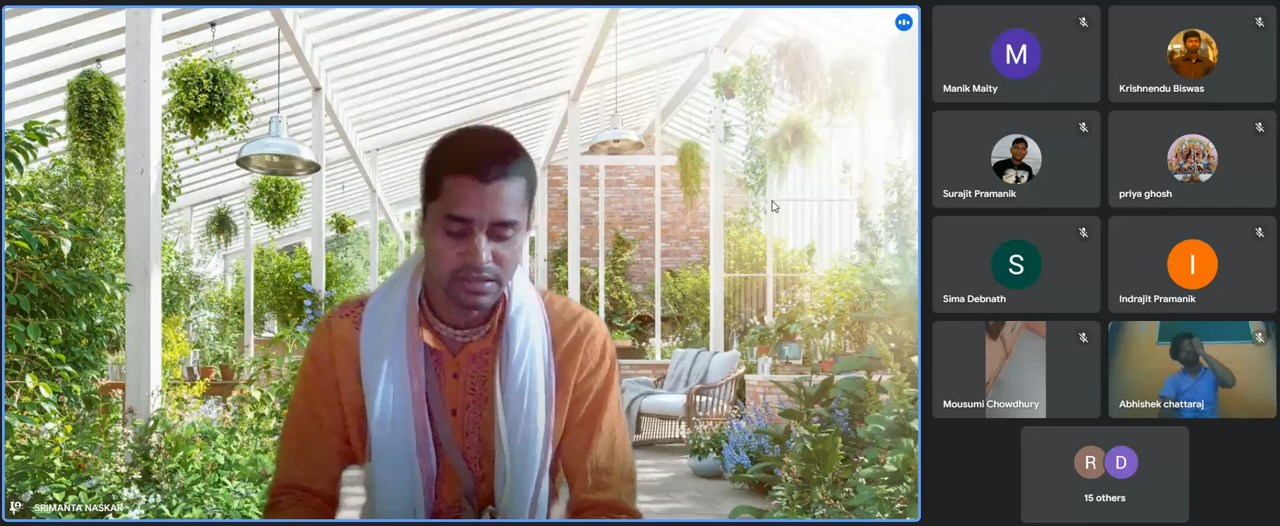 SRIMANTA NASKAR
M
Manik Maity
Krishnendu Biswas
Surajit Pramanik
priya ghosh
S
Sima Debnath
I
Indrajit Pramanik
Mousumi Chowdhury
Abhishek chattaraj
R D
15 others